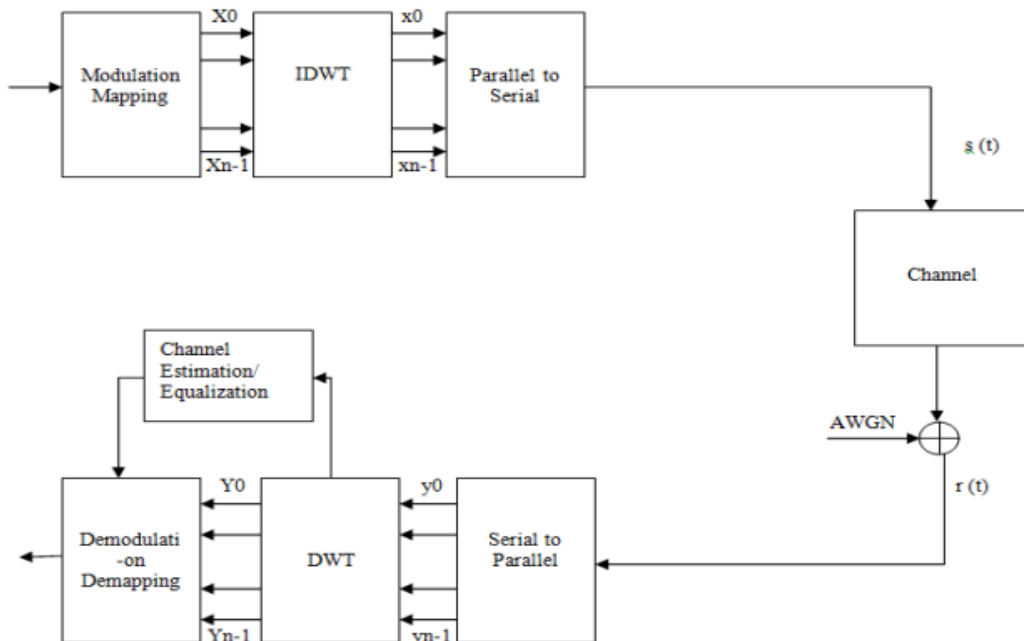 X0
x0
Modulation
Mapping
IDWT
Parallel to
Serial
Xn-1
xn-1
s (t)
Channel
Channel
Estimation/
Equalization
AWGN
r (t)
Y0
y0
Demodulati
-on
Demapping
DWT
Serial to
Parallel
Yn-1
yn-1